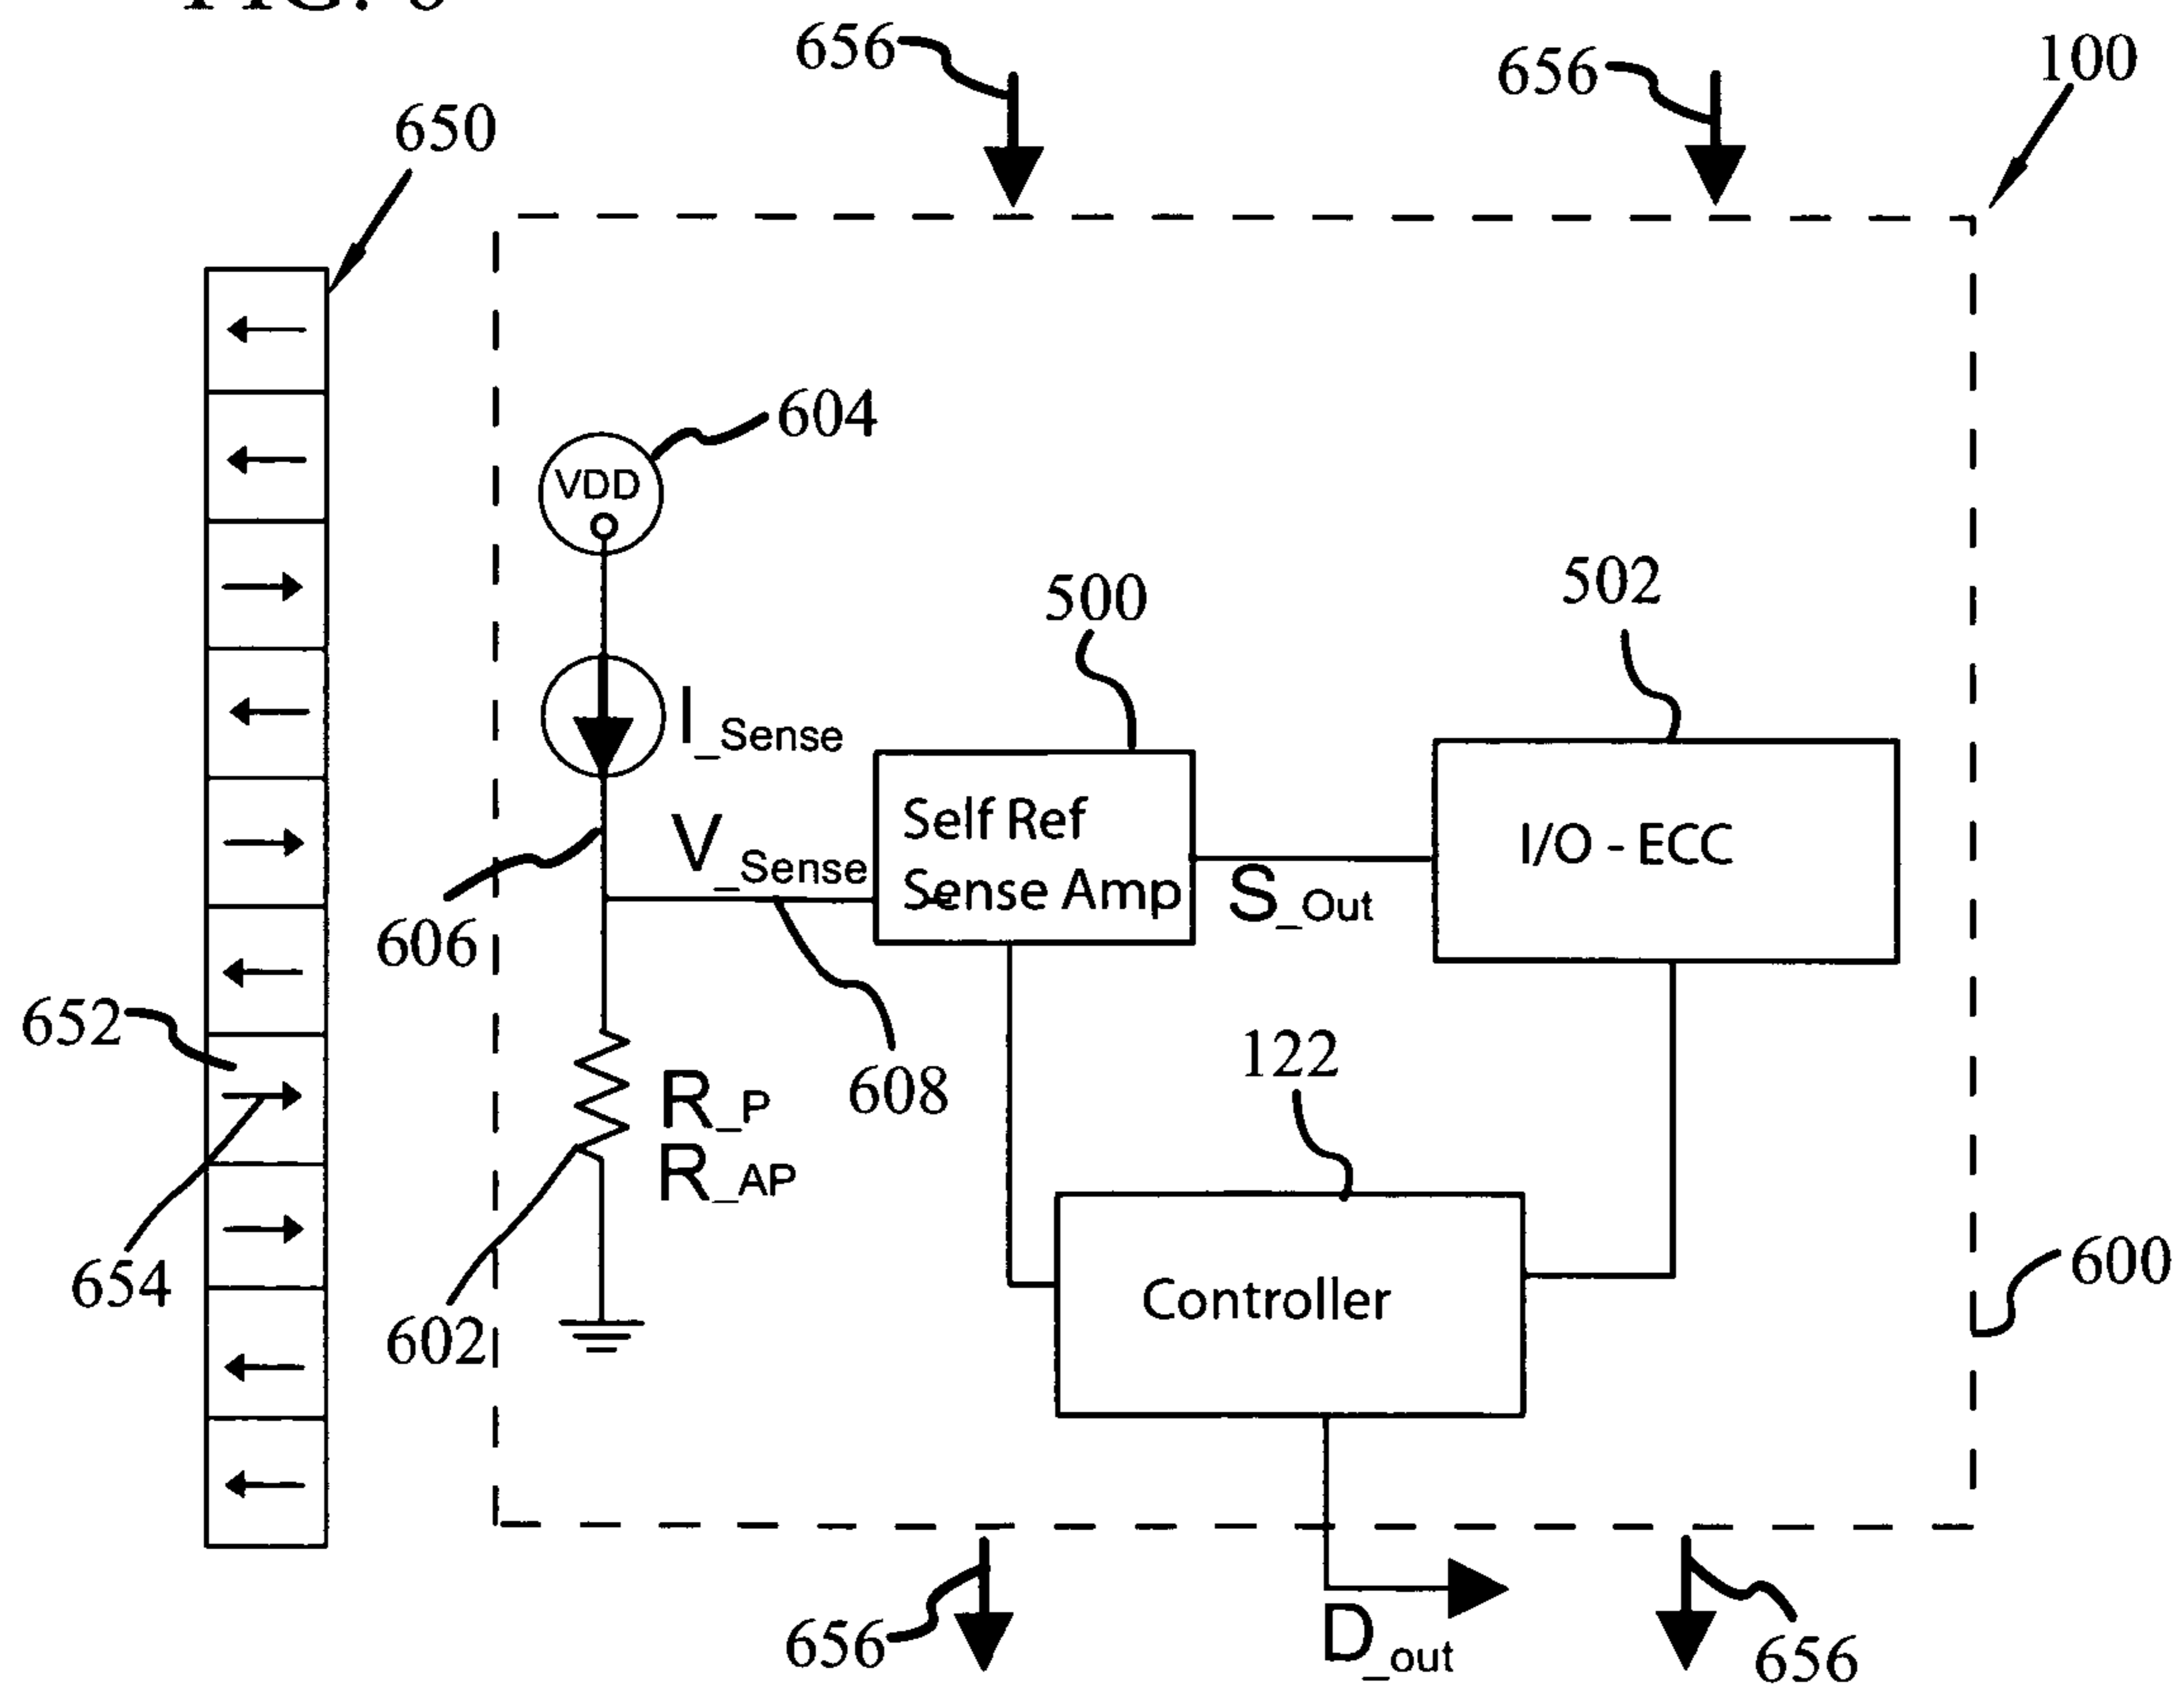 656
656
100
650
604
VDD
500
502
I_Sense
Self Ref
Sense Amp
I/O - ECC
V_Sense
S_Out
606
652
608
122
R_P
R_AP
654
602
Controller
600
656
D_out
656